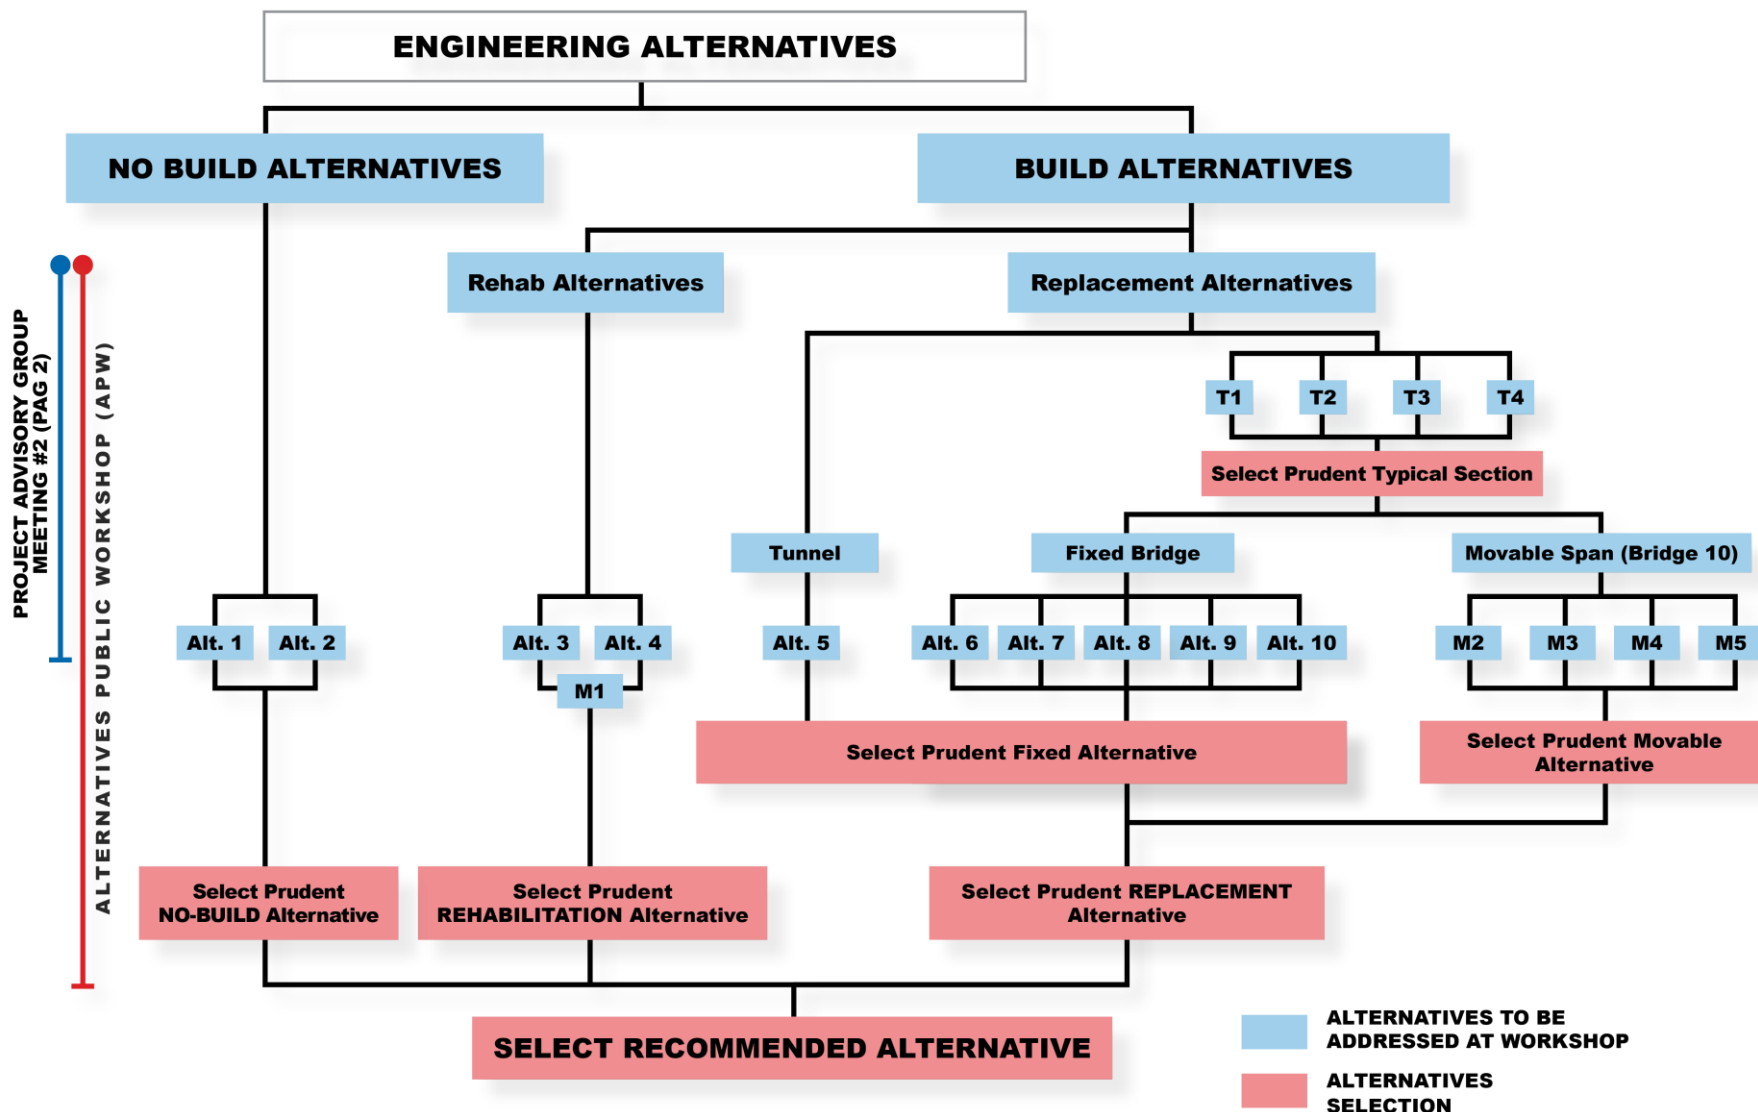 ENGINEERING ALTERNATIVES
NO BUILD ALTERNATIVES
BUILD ALTERNATIVES
Rehab Alternatives
Replacement Alternatives
PROJECT ADVISORY GROUP
MEETING #2 (PAG 2)
ALTERNATIVES PUBLIC WORKSHOP (APW)
T1
T2
T3
T4
Select Prudent Typical Section
Tunnel
Fixed Bridge
Movable Span (Bridge 10)
Alt. 1
Alt. 2
Alt. 3
Alt. 4
M1
Alt. 5
Alt. 6
Alt. 7
Alt. 8
Alt. 9
Alt. 10
M2
M3
M4
M5
Select Prudent Fixed Alternative
Select Prudent Movable
Alternative
Select Prudent
NO-BUILD Alternative
Select Prudent
REHABILITATION Alternative
Select Prudent REPLACEMENT
Alternative
SELECT RECOMMENDED ALTERNATIVE
ALTERNATIVES TO BE
ADDRESSED AT WORKSHOP
ALTERNATIVES
SELECTION